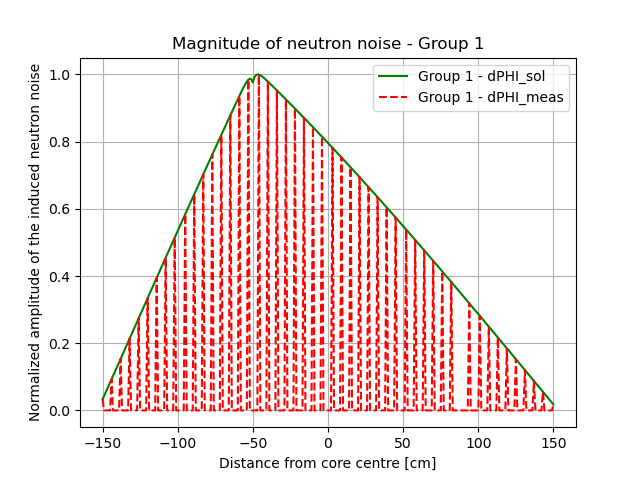 Magnitude of neutron noise - Group 1
Normalized amplitude of the induced neutron noise
1.0
0.8
0.6
0.4
0.2
0.0
Group 1 - dPHI_sol
Group 1 - dPHI_meas
−150 −100 −50 0 50 100 150
Distance from core centre [cm]